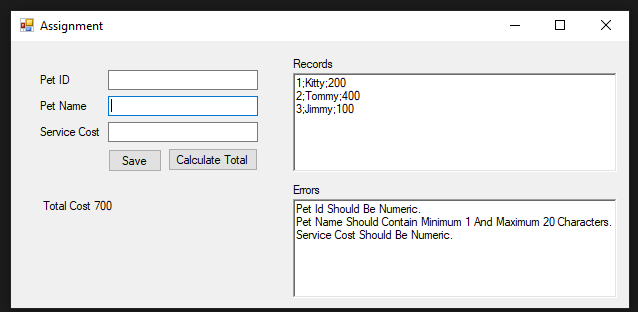 Assignment
Pet ID
Pet Name
Service Cost
Save
Calculate Total
Total Cost 700
Records
1;Kitty;200
2;Tommy;400
3;Jimmy;100
Errors
Pet Id Should Be Numeric.
Pet Name Should Contain Minimum 1 And Maximum 20 Characters.
Service Cost Should Be Numeric.